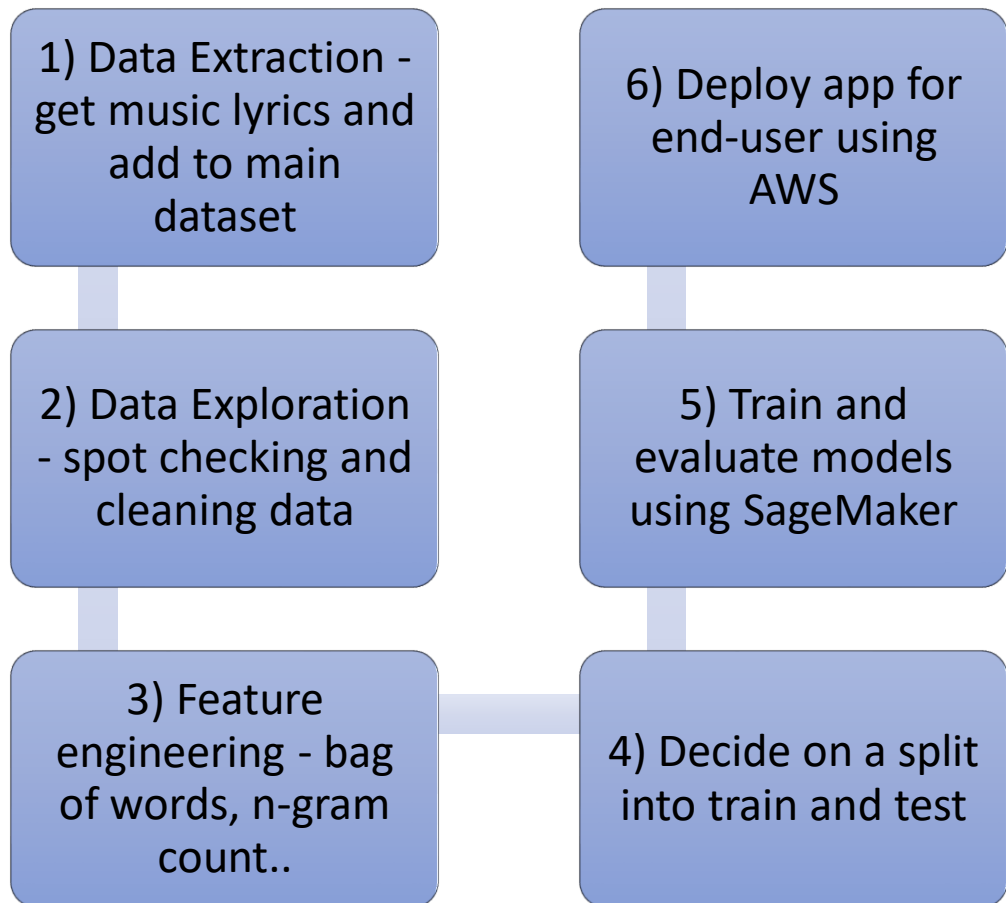 1) Data Extraction -
get music lyrics and
add to main
dataset
2) Data Exploration
- spot checking and
cleaning data
3) Feature
engineering - bag
of words, n-gram
count..
4) Decide on a split
into train and test
5) Train and
evaluate models
using SageMaker
6) Deploy app for
end-user using
AWS